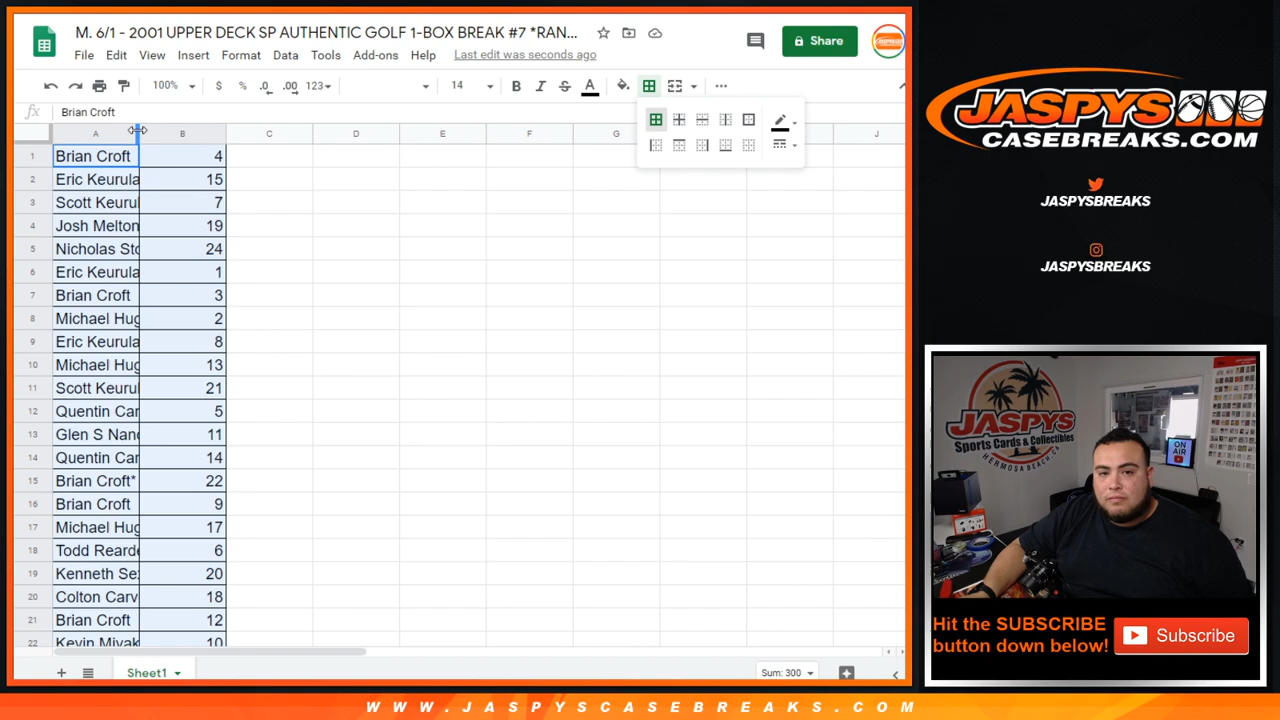 M. 6/1 - 2001 UPPER DECK SP AUTHENTIC GOLF 1-BOX BREAK #7 *RAN...
File Edit View Insert Format Data Tools Add-ons Help Last edit was seconds ago
Share
100% $ % .0 .00 123 14 B I S A
fx Brian Croft
A B C D E F G J
1 Brian Croft 4
2 Eric Keurula 15
3 Scott Keurul 7
4 Josh Melton 19
5 Nicholas Sto 24
6 Eric Keurula 1
7 Brian Croft 3
8 Michael Hug 2
9 Eric Keurula 8
10 Michael Hug 13
11 Scott Keurul 21
12 Quentin Car 5
13 Glen S Nanc 11
14 Quentin Car 14
15 Brian Croft* 22
16 Brian Croft 9
17 Michael Hug 17
18 Todd Rearde 6
19 Kenneth Sez 20
20 Colton Carv 18
21 Brian Croft 12
22 Kevin Miyak 10
Sheet1 Sum: 300
JASPYS
CASEBREAKS.COM
JASPYSBREAKS
JASPYSBREAKS
JASPYS
Sports Cards & Collectibles
HERMOSA BEACH, CA
ON
AIR
Hit the SUBSCRIBE
button down below!
Subscribe
WWW.JASPYSCASEBREAKS.COM